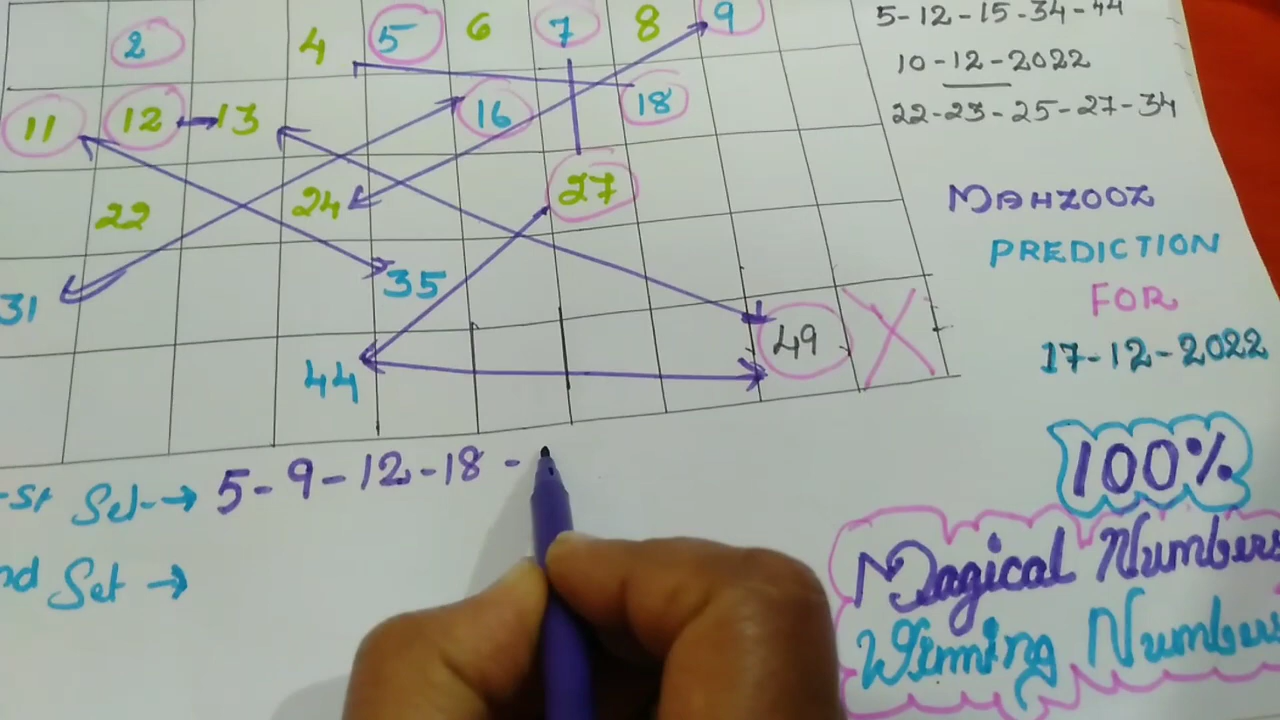 2 4 5 6 7 8 9
11 12 13 16 18
22 24 27
31 35
44 49
5-9-12-18-
Set→
Set→
5-12-15-34-44
10-12-2022
22-23-25-27-34
MAHZOOZ
PREDICTION
FOR
17-12-2022
100%
Magical Numbers
Winning Numbers